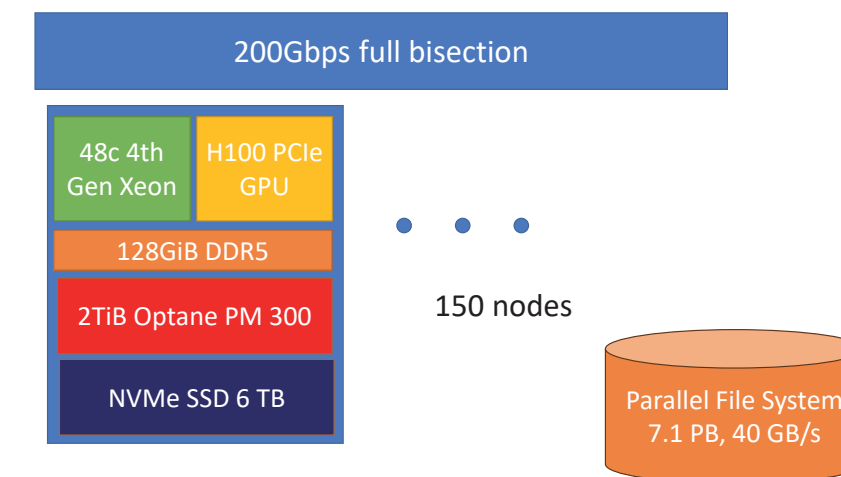 200Gbps full bisection
48c 4th
Gen Xeon
H100 PCIe
GPU
128GiB DDR5
2TiB Optane PM 300
NVMe SSD 6 TB
150 nodes
Parallel File System
7.1 PB, 40 GB/s